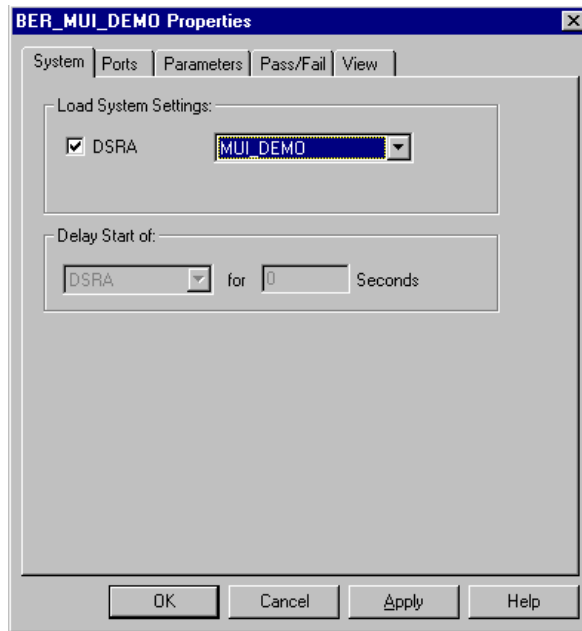 BER_MUI_DEMO Properties
System Ports Parameters Pass/Fail View
Load System Settings:
DSRA MUI_DEMO
Delay Start of:
DSRA for 0 Seconds
OK Cancel Apply Help